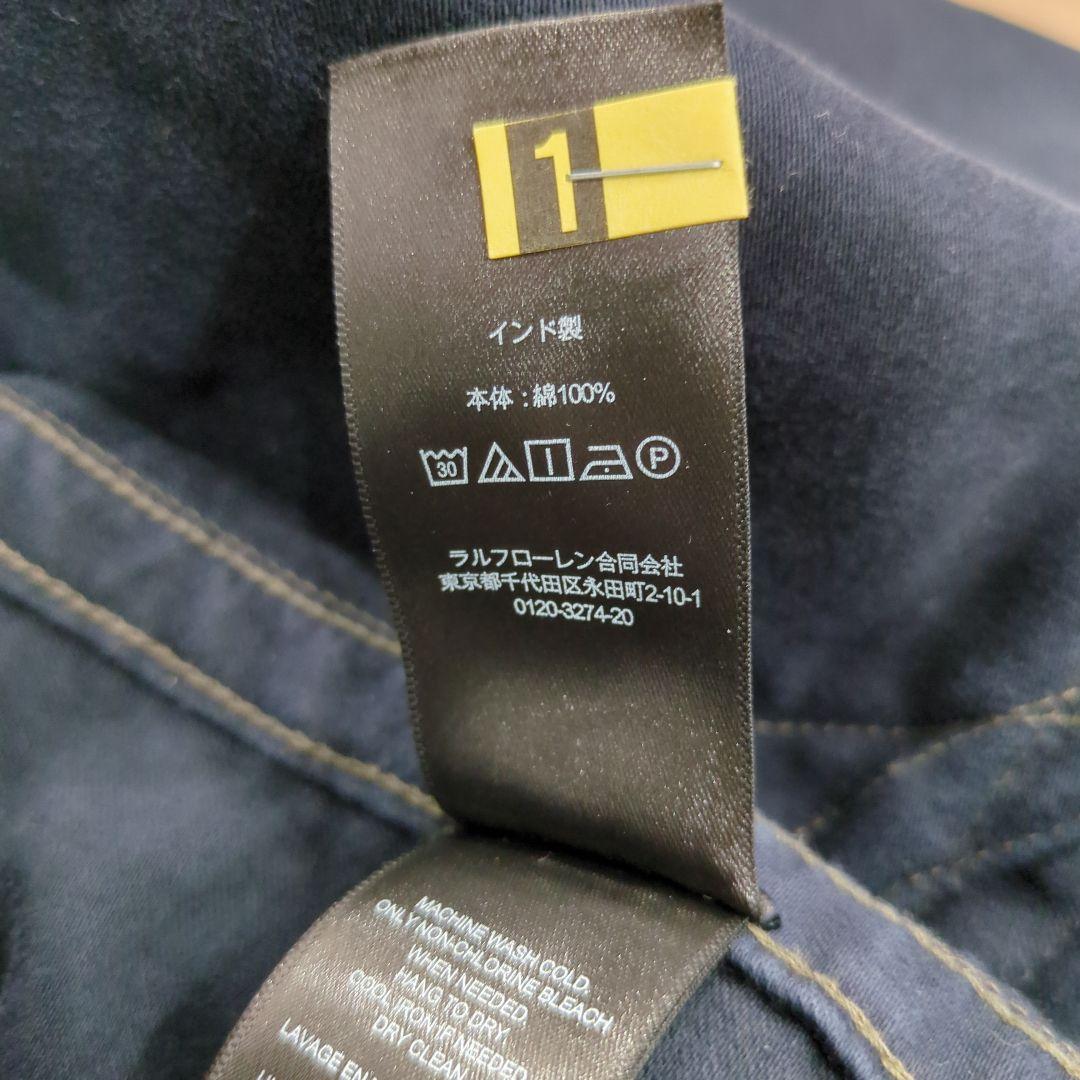 1
インド製
本体 : 綿100%
30
P
ラルフローレン合同会社
東京都千代田区永田町2-10-1
0120-3274-20
MACHINE WASH COLD.
ONLY NON-CHLORINE BLEACH
WHEN NEEDED.
HANG TO DRY.
COOL IRON IF NEEDED
DRY CLEAN.
LAVAGE EN